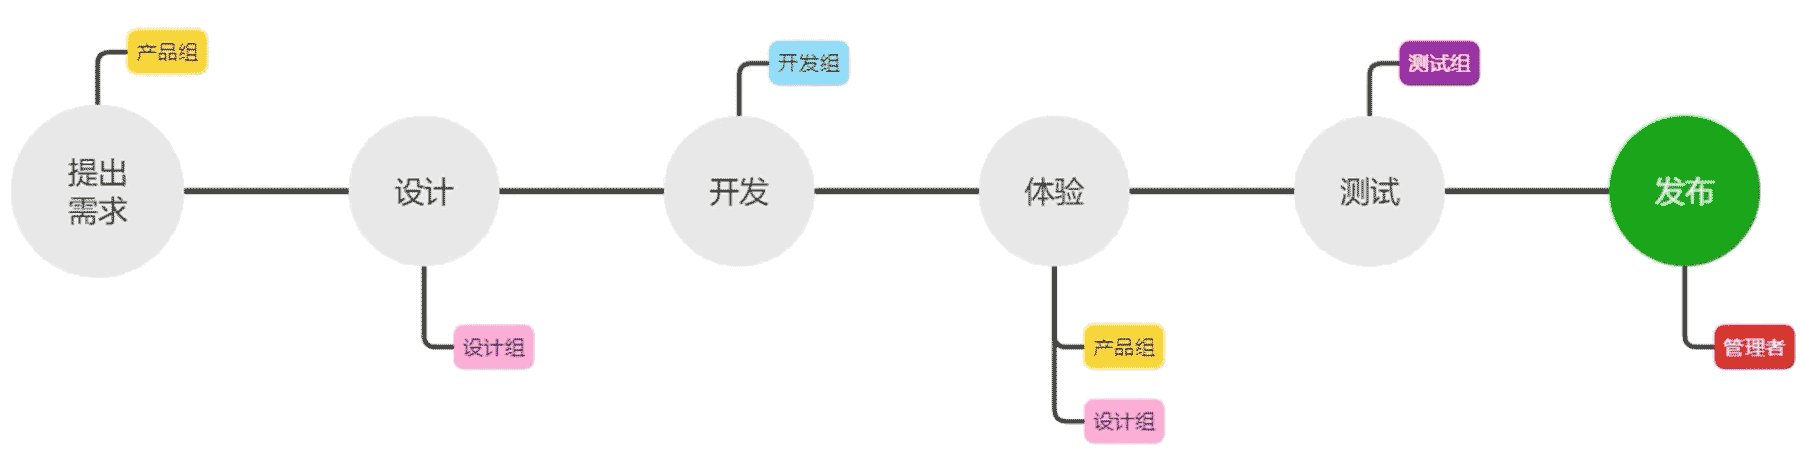 产品组
提出
需求
设计
设计组
开发组
开发
体验
产品组
设计组
测试组
测试
发布
管理者